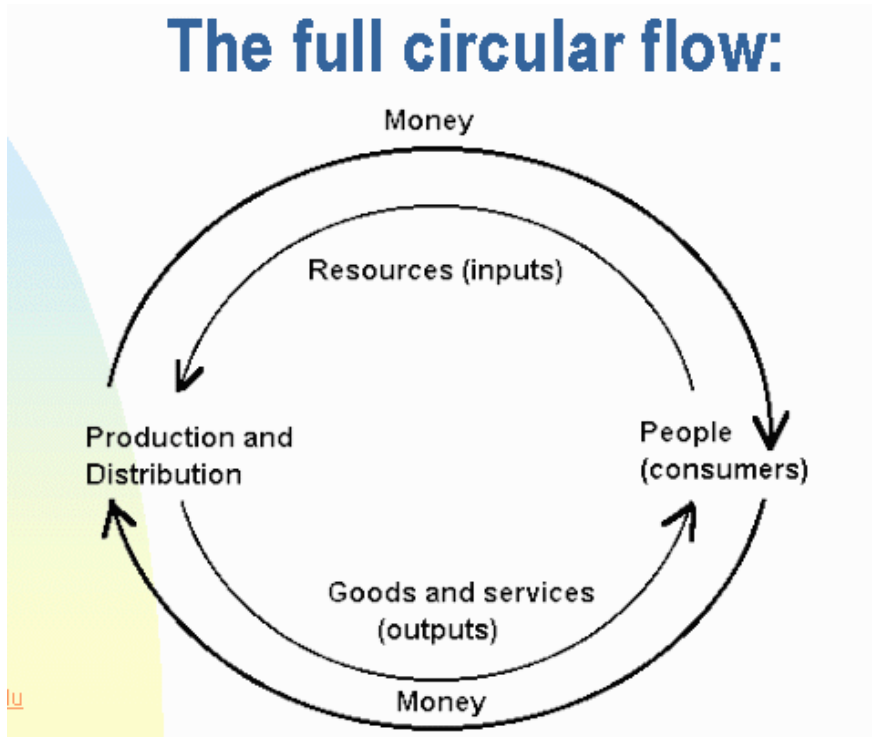 The full circular flow:
Money
Resources (inputs)
Production and
Distribution
People
(consumers)
Goods and services
(outputs)
Money